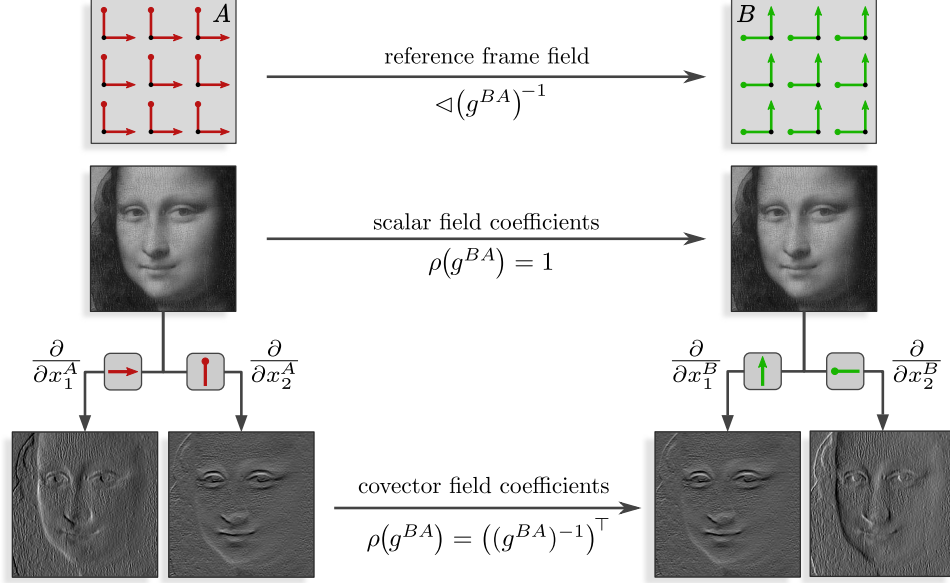 A
B
reference frame field
◁(g^{BA})^{-1}
scalar field coefficients
ρ(g^{BA}) = 1
∂/∂x_1^A
∂/∂x_2^A
∂/∂x_1^B
∂/∂x_2^B
covector field coefficients
ρ(g^{BA}) = ((g^{BA})^{-1})^⊤